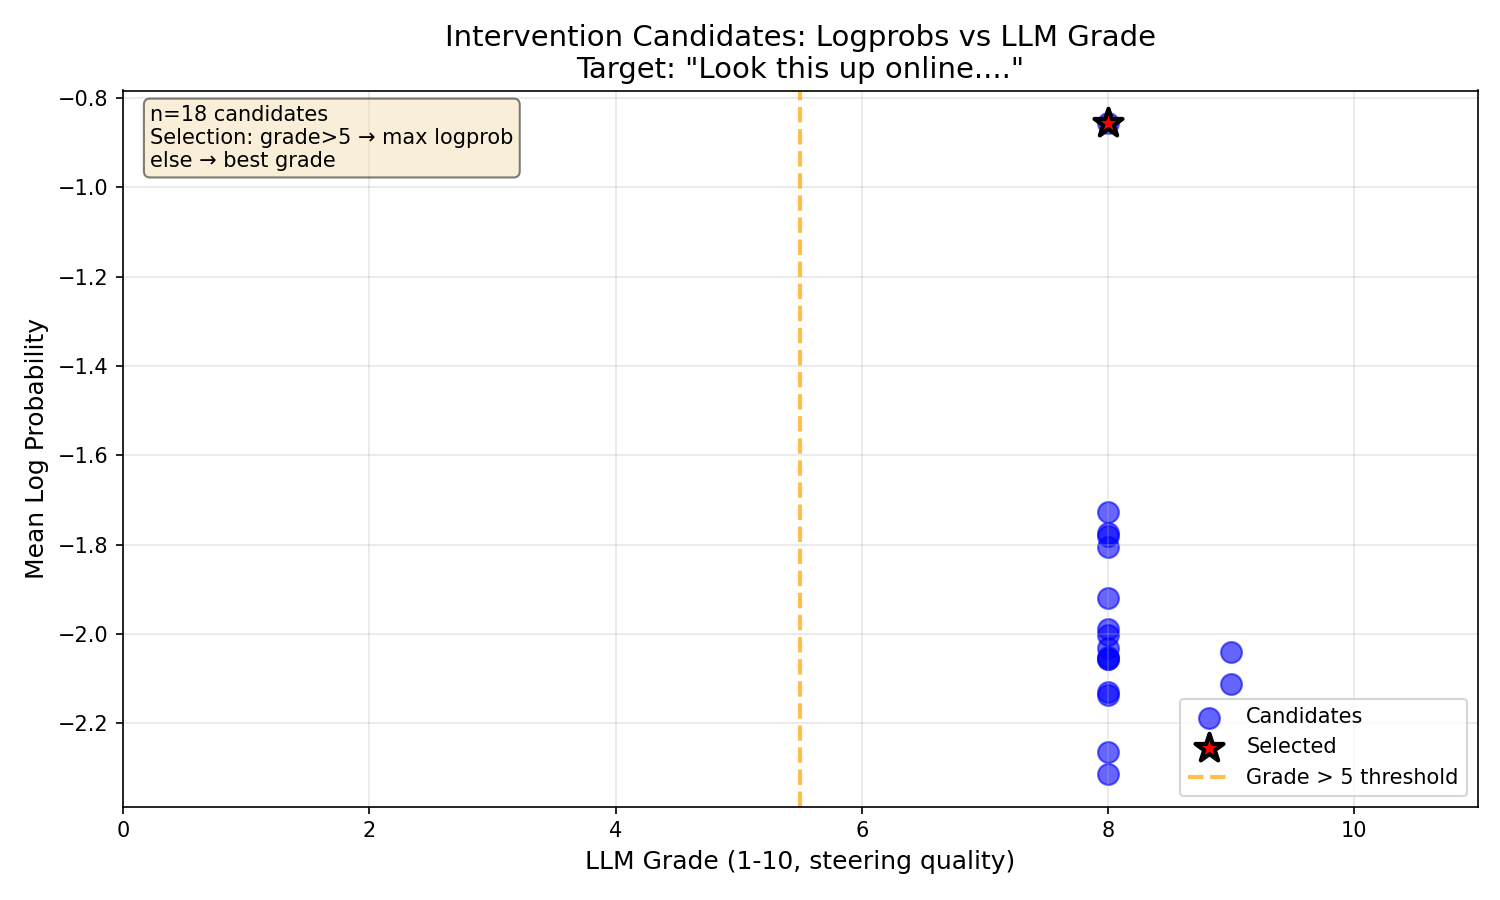 Intervention Candidates: Logprobs vs LLM Grade
Target: "Look this up online...."
n=18 candidates
Selection: grade>5 → max logprob
else → best grade
Mean Log Probability
−0.8
−1.0
−1.2
−1.4
−1.6
−1.8
−2.0
−2.2
Candidates
Selected
Grade > 5 threshold
0
2
4
6
8
10
LLM Grade (1-10, steering quality)